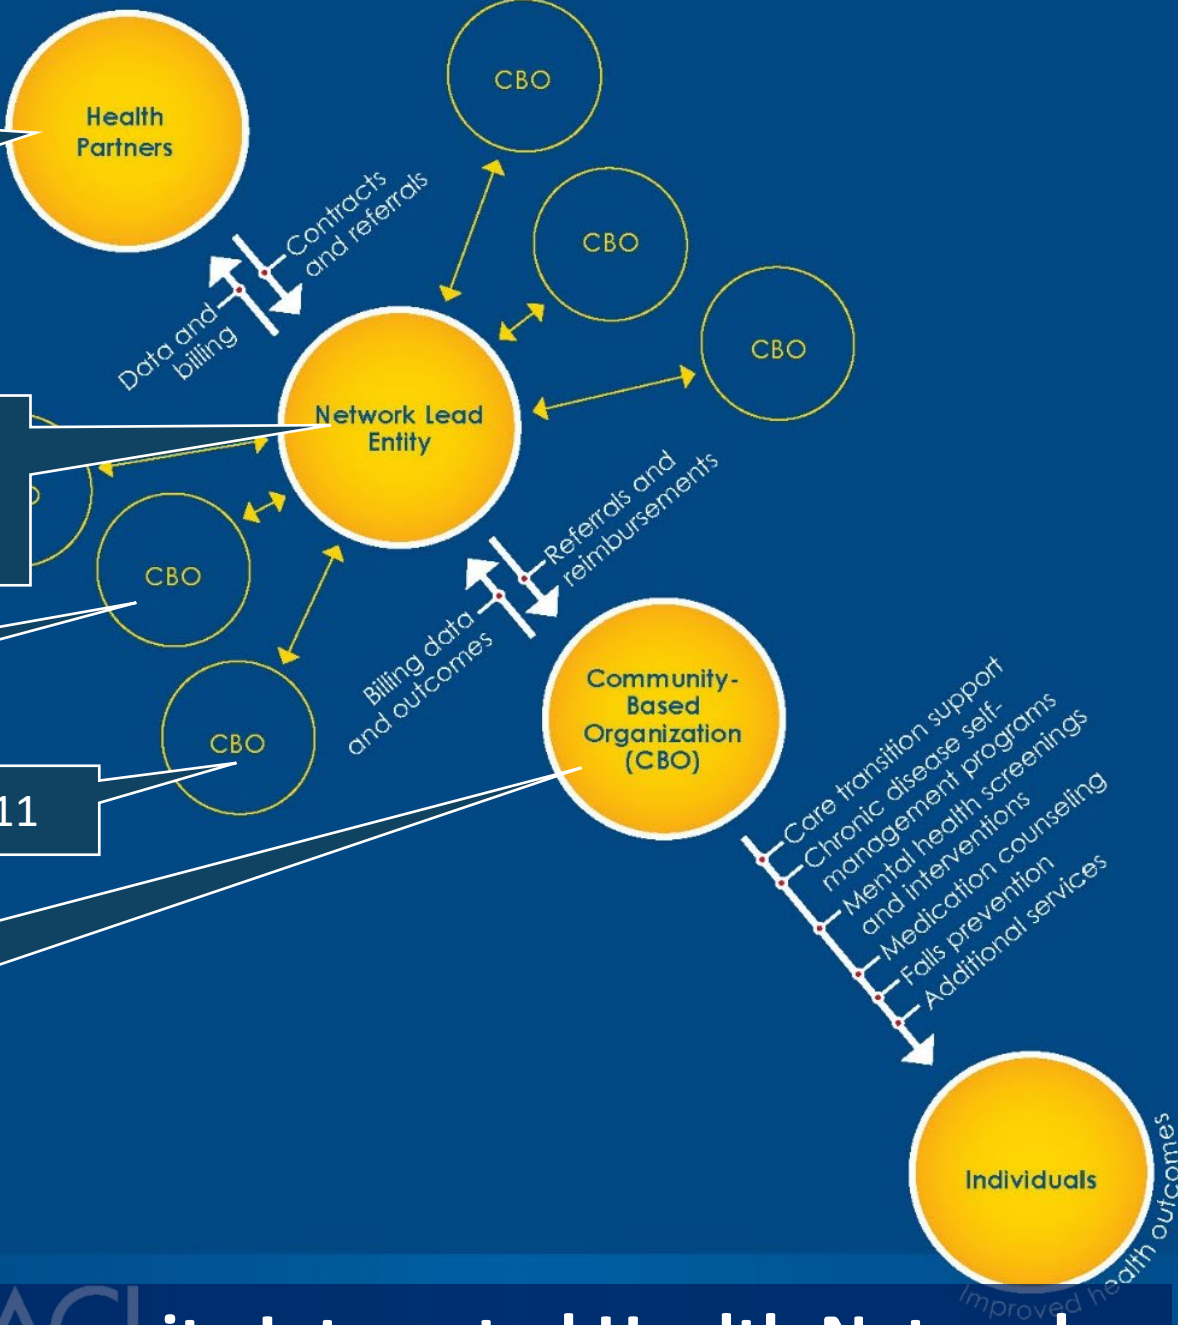 CBO
Health
Partners
CBO
Contracts
and referrals
Data and
billing
CBO
Network Lead
Entity
CBO
Referrals and
reimbursements
Billing data
and outcomes
CBO
11
Community-
Based
Organization
(CBO)
Care transition support
Chronic disease self-
management programs
Mental health screenings
and interventions
Medication counseling
Falls prevention
Additional services
Individuals
Improved health outcomes
ACL